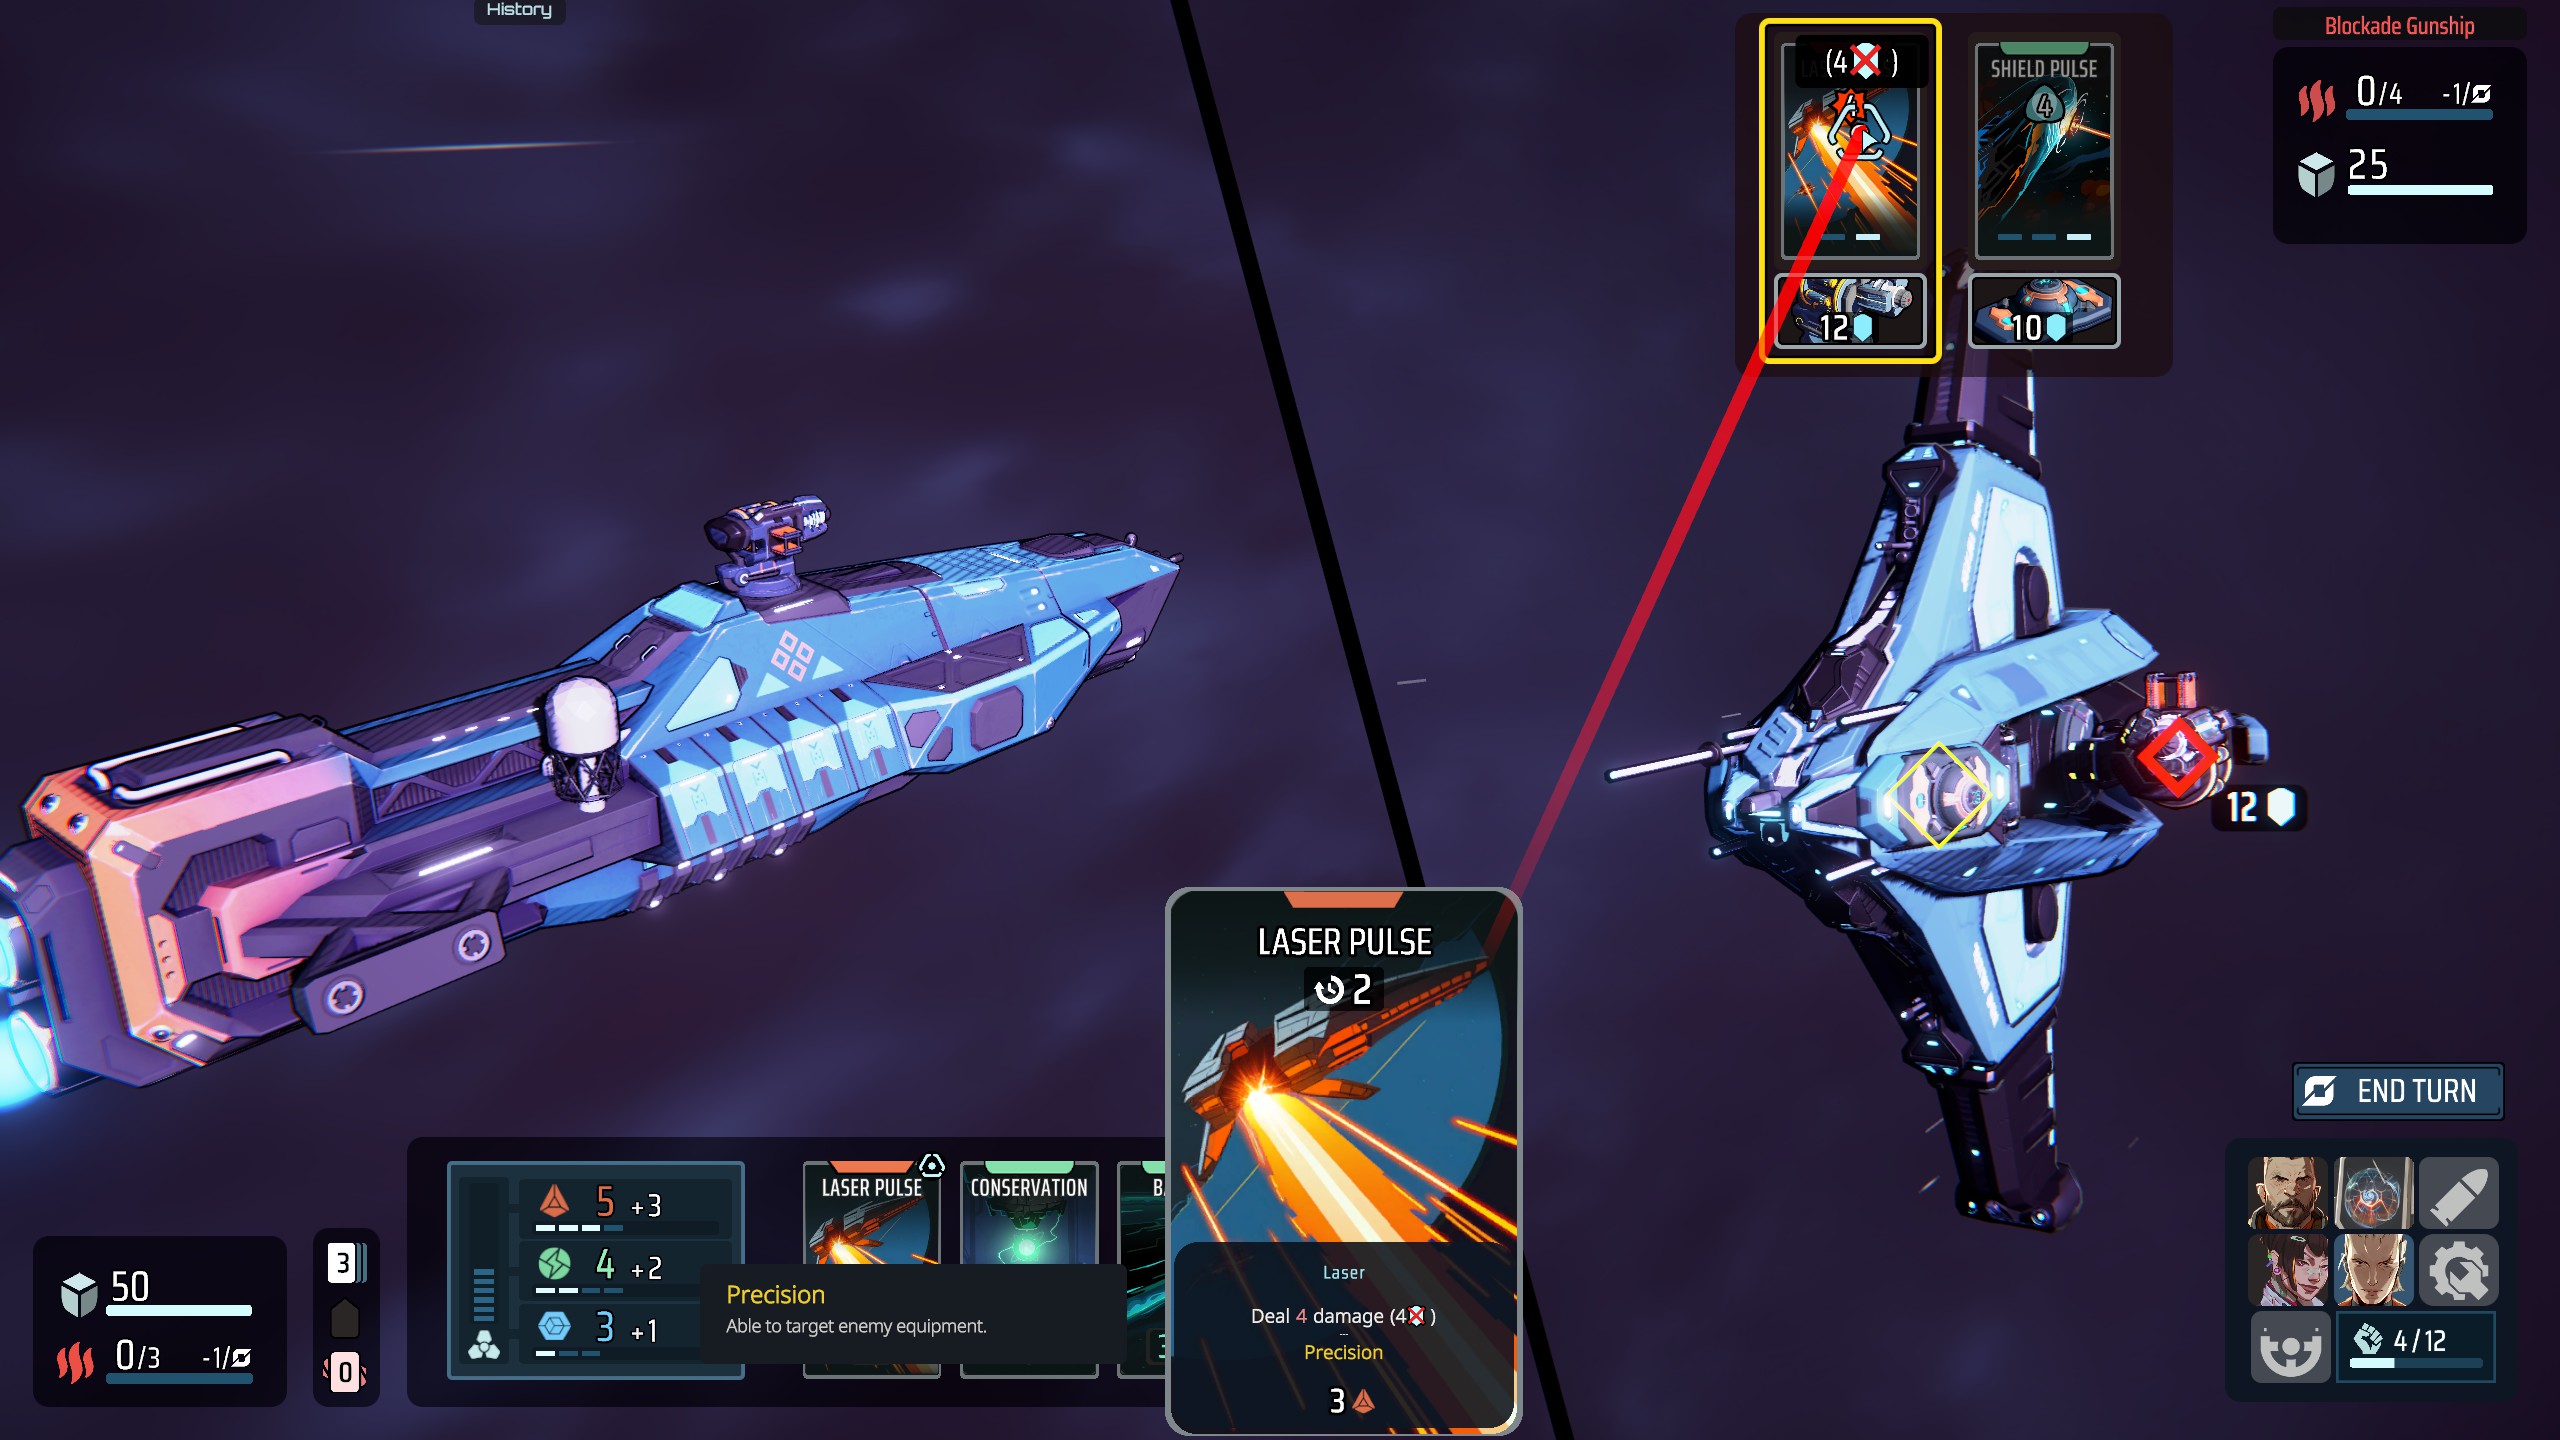 History
Blockade Gunship
(4 )
SHIELD PULSE
4
4
0/4 -1/
25
12
10
12
LASER PULSE
2
Laser
Deal 4 damage (4 )
Precision
3
END TURN
LASER PULSE
CONSERVATION
5 +3
4 +2
3 +1
Precision
Able to target enemy equipment.
50
0/3 -1/
3
0
4/12